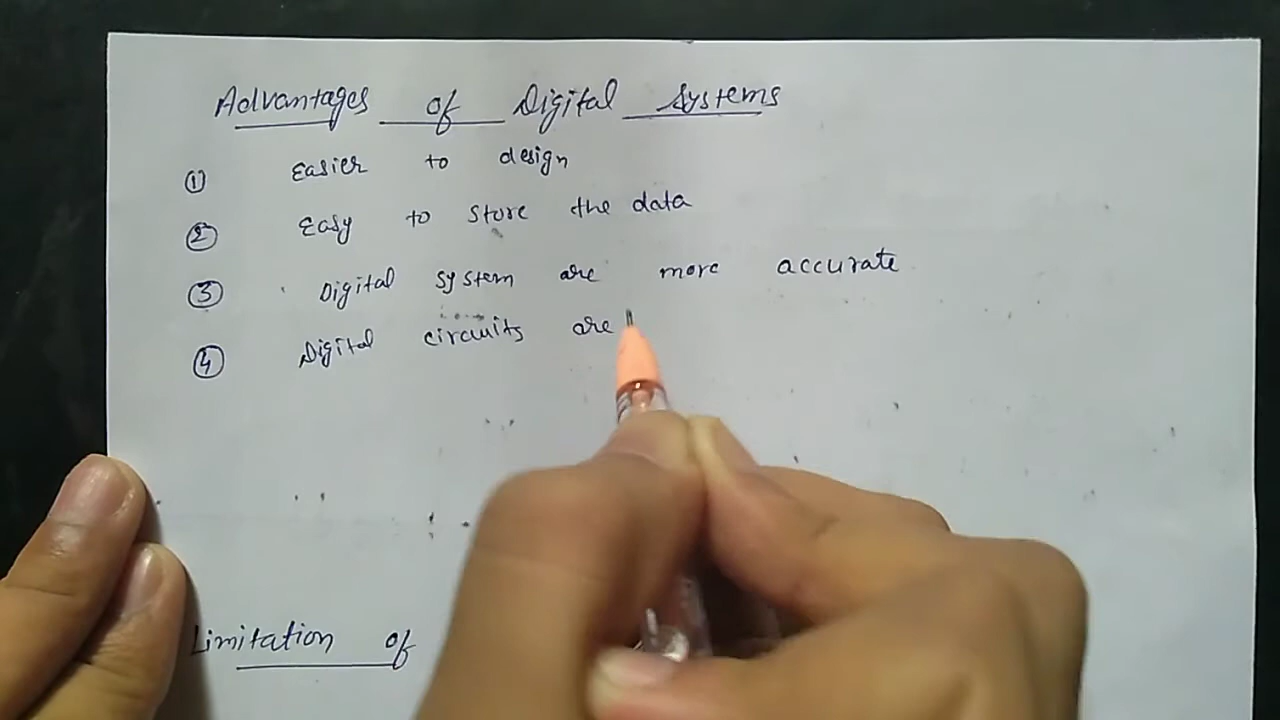 Advantages of Digital Systems
① Easier to design
② Easy to store the data
③ Digital system are more accurate
④ Digital circuits are
Limitation of